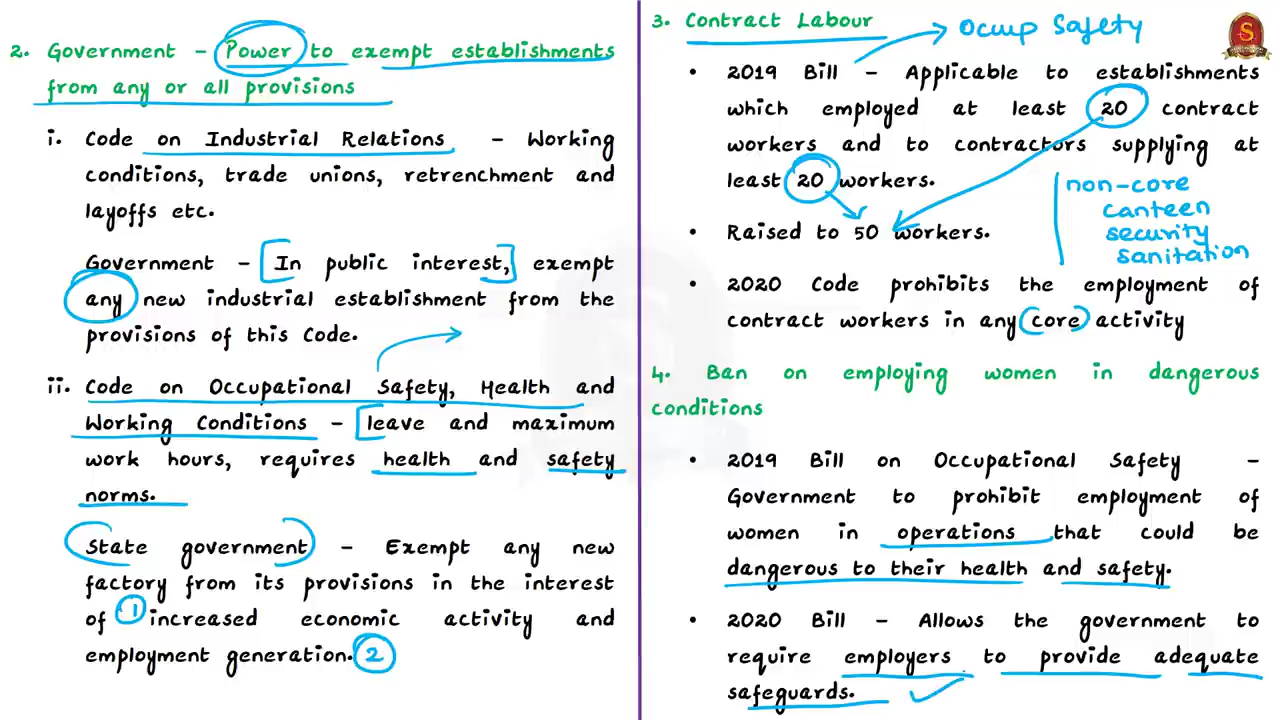 2. Government - Power to exempt establishments
from any or all provisions
i. Code on Industrial Relations - Working
conditions, trade unions, retrenchment and
layoffs etc.
Government - [In public interest,] exempt
any new industrial establishment from the
provisions of this Code.
ii. Code on Occupational Safety, Health and
Working Conditions - [leave and maximum
work hours, requires health and safety
norms.
(State government) - Exempt any new
factory from its provisions in the interest
of 1 increased economic activity and
employment generation. 2
3. Contract Labour
Occup Safety
• 2019 Bill - Applicable to establishments
which employed at least 20 contract
workers and to contractors supplying at
least 20 workers.
non-core
canteen
security
sanitation
• Raised to 50 workers.
• 2020 Code prohibits the employment of
contract workers in any (core) activity
4. Ban on employing women in dangerous
conditions
• 2019 Bill on Occupational Safety -
Government to prohibit employment of
women in operations that could be
dangerous to their health and safety.
• 2020 Bill - Allows the government to
require employers to provide adequate
safeguards.
S